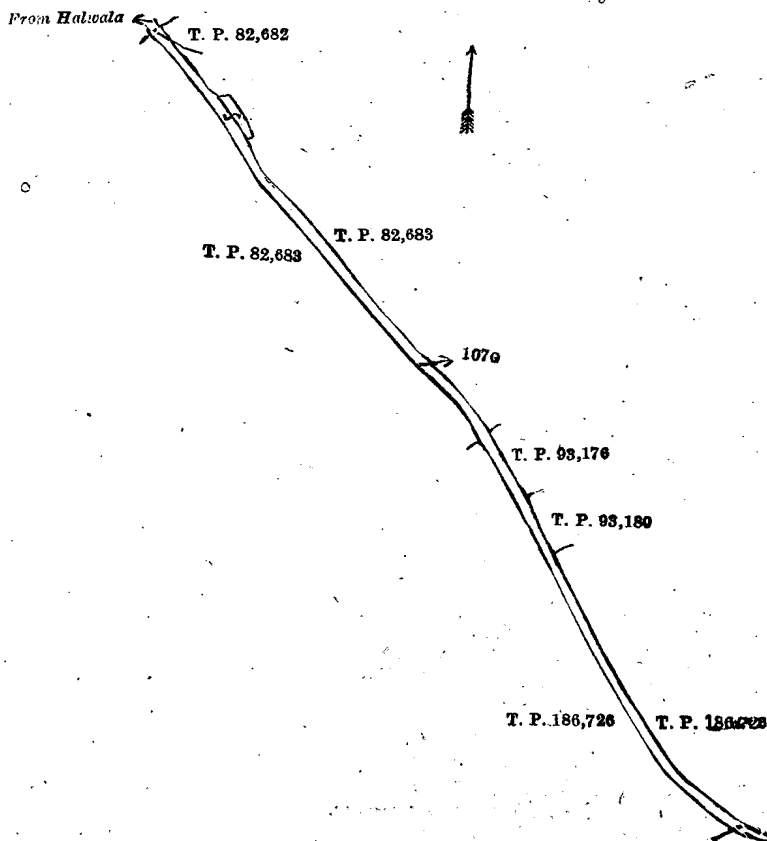 From Halwala
T. P. 82,682
T. P. 82,683
T. P. 82,683
1070
T. P. 93,176
T. P. 93,180
T. P. 186,726
T. P.